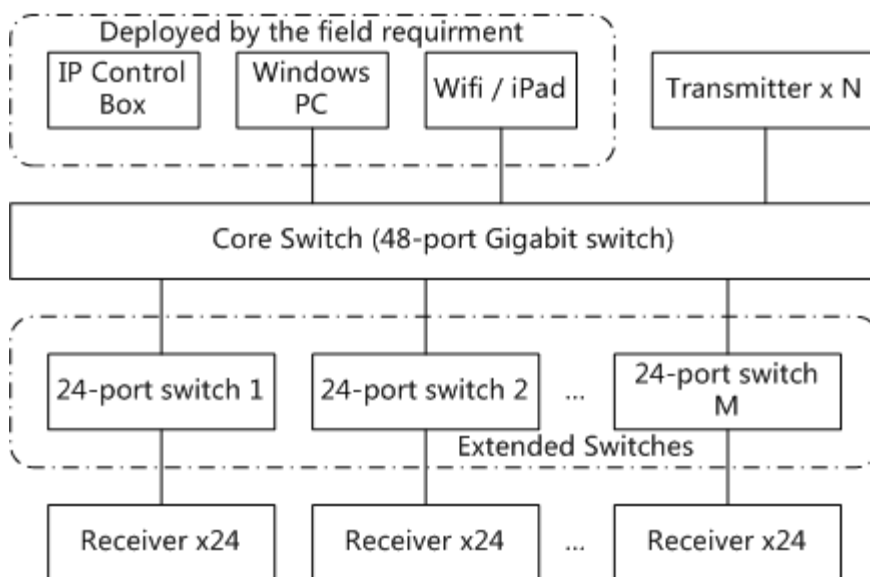 Deployed by the field requirment
IP Control
Box
Windows
PC
Wifi / iPad
Transmitter x N
Core Switch (48-port Gigabit switch)
24-port switch 1
24-port switch 2
...
24-port switch
M
Extended Switches
Receiver x24
Receiver x24
...
Receiver x24